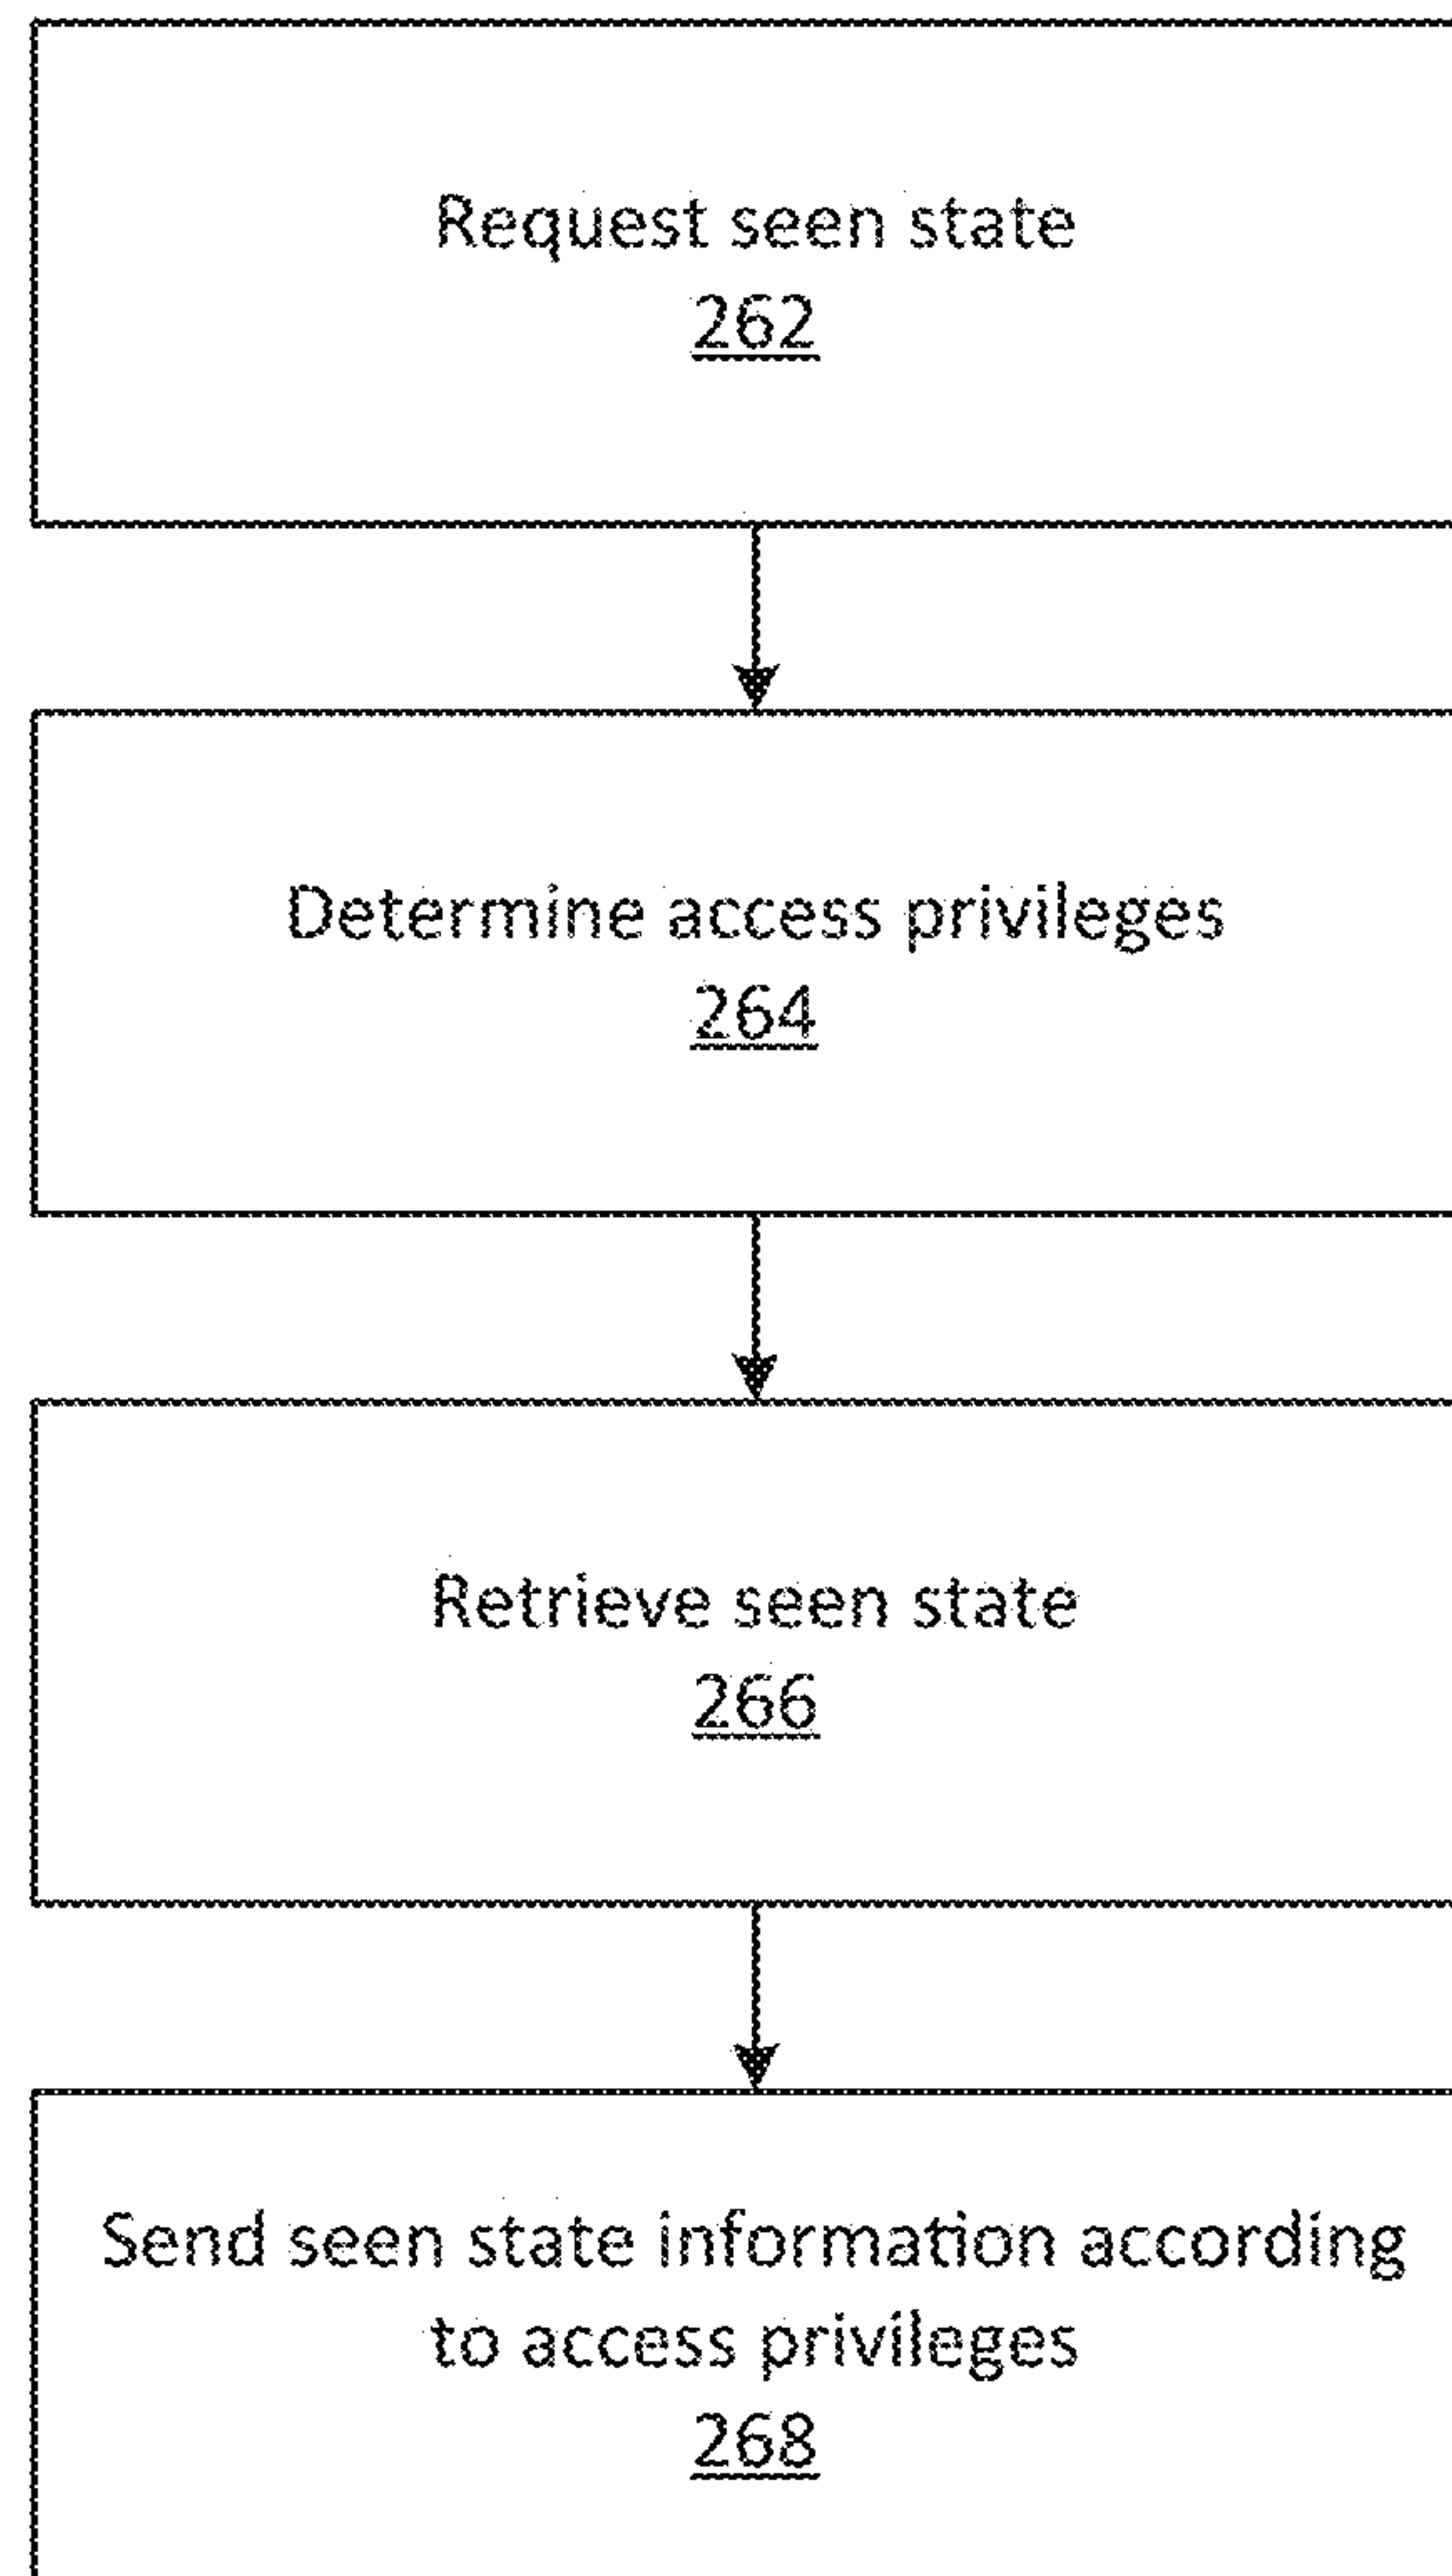 Request seen state
262
Determine access privileges
264
Retrieve seen state
266
Send seen state information according
to access privileges
268